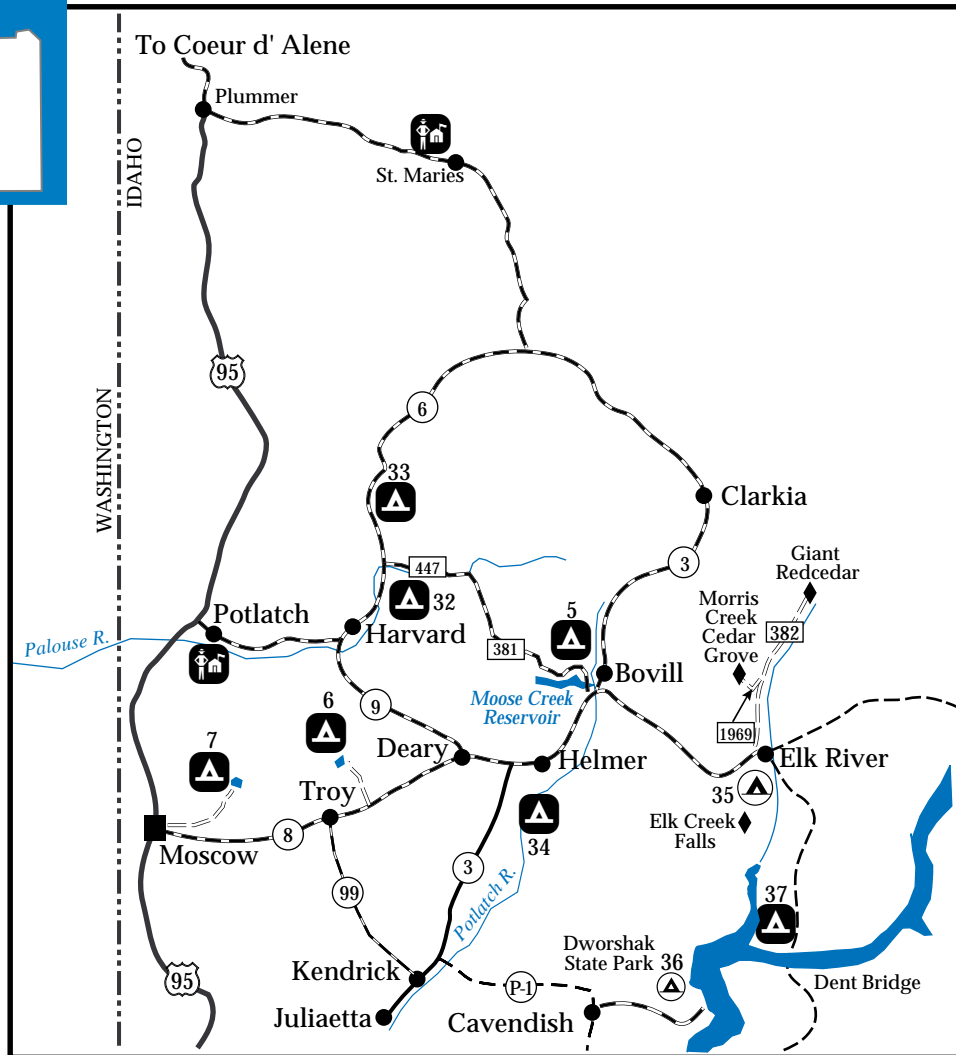 To Coeur d' Alene
Plummer
IDAHO
St. Maries
95
WASHINGTON
6
33
Clarkia
447
3
Giant
Redcedar
32
Morris
Creek
Cedar
Grove
5
382
Potlatch
Harvard
Palouse R.
381
Bovill
Moose Creek
Reservoir
9
6
1969
7
Deary
Helmer
Elk River
Troy
35
8
Moscow
34
Elk Creek
Falls
3
99
Potlatch R.
37
Dworshak
State Park 36
Kendrick
95
P-1
Dent Bridge
Juliaetta
Cavendish